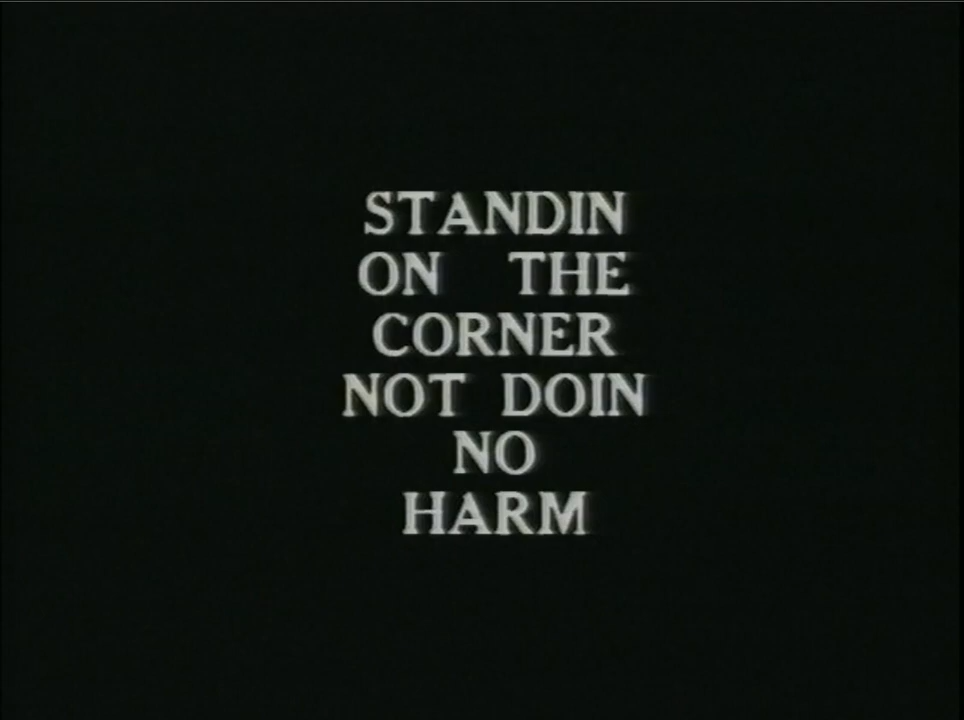 STANDIN
ON THE
CORNER
NOT DOIN
NO
HARM